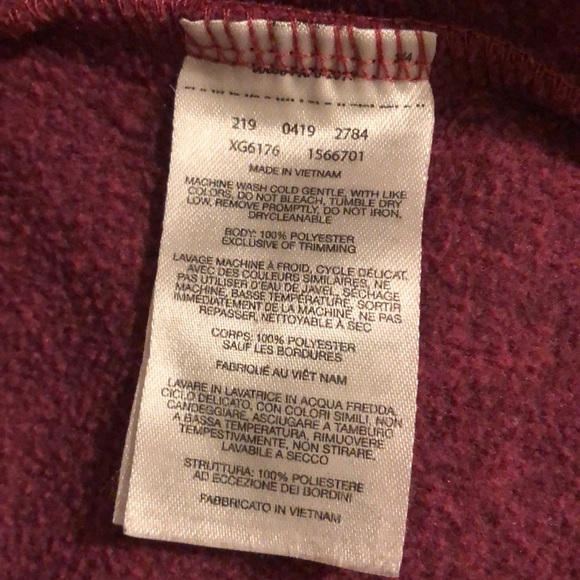 219 0419 2784
XG6176 1566701
MADE IN VIETNAM
MACHINE WASH COLD GENTLE, WITH LIKE
COLORS, DO NOT BLEACH, TUMBLE DRY
LOW, REMOVE PROMPTLY, DO NOT IRON,
DRYCLEANABLE
BODY: 100% POLYESTER
EXCLUSIVE OF TRIMMING
LAVAGE MACHINE À FROID, CYCLE DÉLICAT,
AVEC DES COULEURS SIMILAIRES, NE
PAS UTILISER D'EAU DE JAVEL, SÉCHAGE
MACHINE, BASSE TEMPÉRATURE, SORTIR
IMMÉDIATEMENT DE LA MACHINE, NE PAS
REPASSER, NETTOYABLE À SEC
CORPS: 100% POLYESTER
SAUF LES BORDURES
FABRIQUÉ AU VIÊT NAM
LAVARE IN LAVATRICE IN ACQUA FREDDA,
CICLO DELICATO, CON COLORI SIMILI, NON
CANDEGGIARE, ASCIUGARE A TAMBURO
A BASSA TEMPERATURA, RIMUOVERE
TEMPESTIVAMENTE, NON STIRARE,
LAVABILE A SECCO
STRUTTURA: 100% POLIESTERE
AD ECCEZIONE DEI BORDINI
FABBRICATO IN VIETNAM